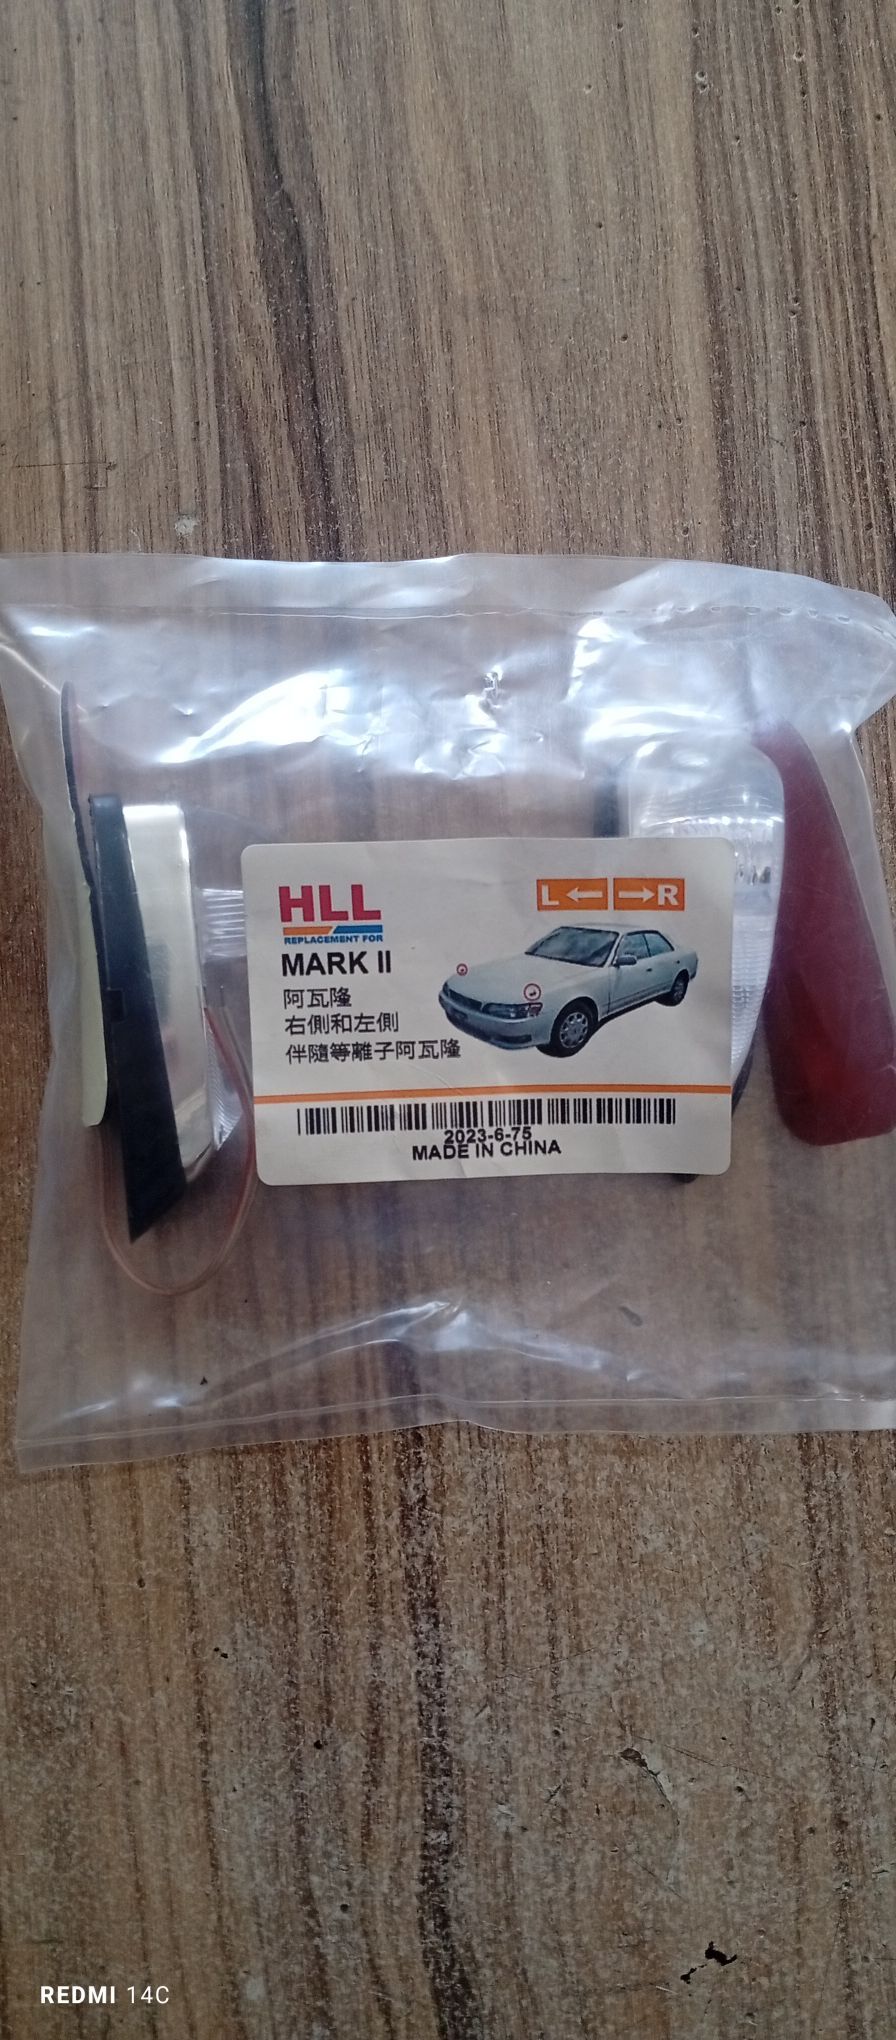 HLL
REPLACEMENT FOR
MARK II
阿瓦隆
右側和左側
伴隨等離子阿瓦隆
L ← → R
2023-6-75
MADE IN CHINA
REDMI 14C